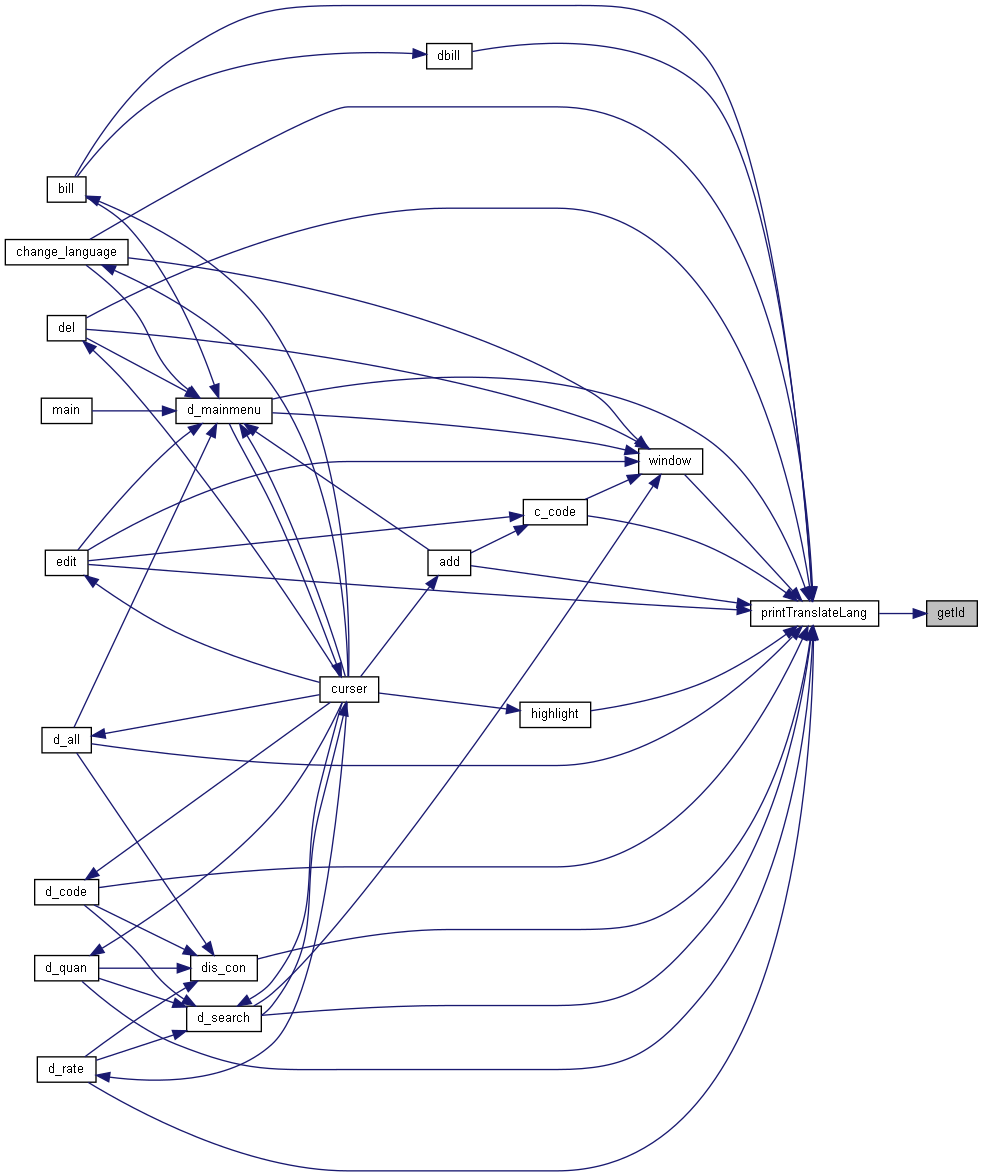 dbill
bill
change_language
del
main
d_mainmenu
window
c_code
edit
add
printTranslateLang
getId
curser
highlight
d_all
d_code
d_quan
dis_con
d_search
d_rate